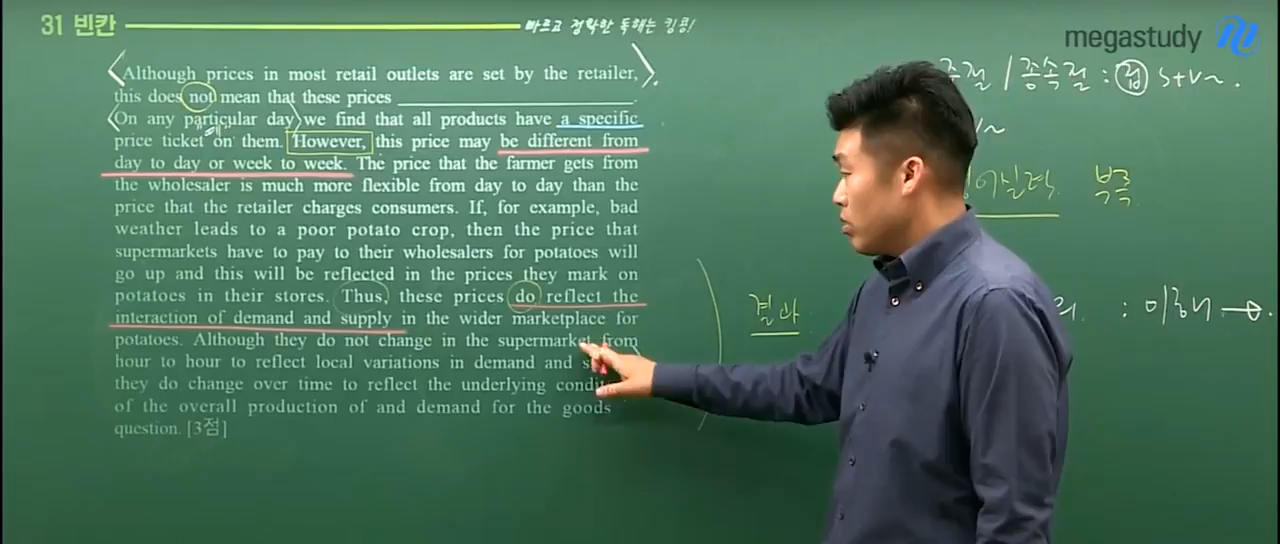 31 빈칸
빠르고 정확한 독해는 킹콩!
megastudy
Although prices in most retail outlets are set by the retailer,
this does not mean that these prices ____________.
On any particular day, we find that all products have a specific
price ticket on them. However, this price may be different from
day to day or week to week. The price that the farmer gets from
the wholesaler is much more flexible from day to day than the
price that the retailer charges consumers. If, for example, bad
weather leads to a poor potato crop, then the price that
supermarkets have to pay to their wholesalers for potatoes will
go up and this will be reflected in the prices they mark on
potatoes in their stores. Thus, these prices do reflect the
interaction of demand and supply in the wider marketplace for
potatoes. Although they do not change in the supermarket from
hour to hour to reflect local variations in demand and
they do change over time to reflect the underlying
of the overall production of and demand for the goods
question. [3점]
/ 종속절 : 접 S+V~.
V~
부족
결과